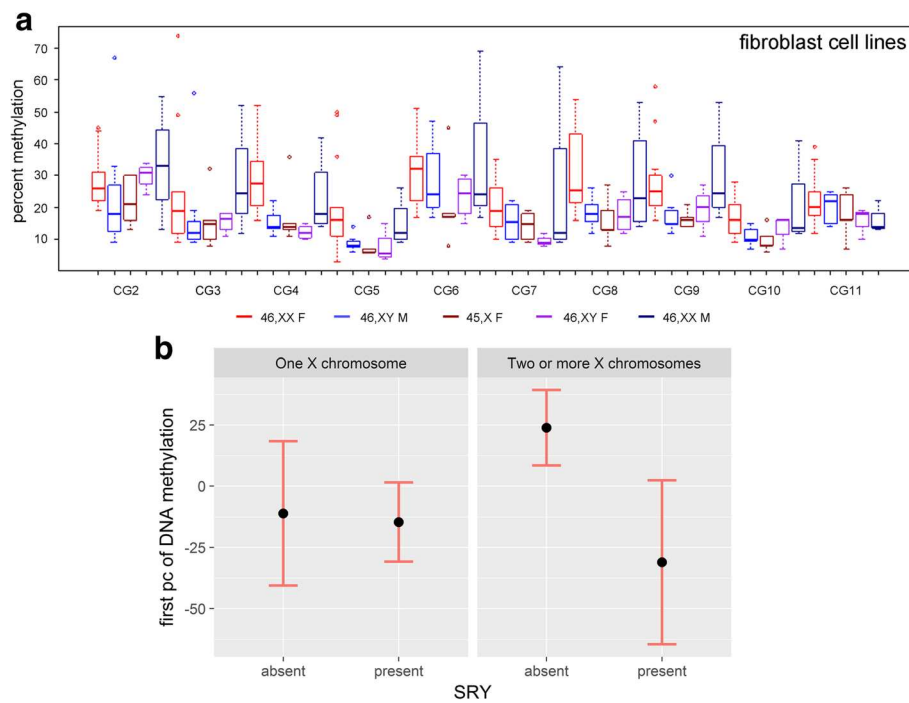 a
fibroblast cell lines
percent methylation
70
60
50
40
30
20
10
CG2 CG3 CG4 CG5 CG6 CG7 CG8 CG9 CG10 CG11
46,XX F 46,XY M 45,X F 46,XY F 46,XX M
b
One X chromosome Two or more X chromosomes
first pc of DNA methylation
25
0
-25
-50
absent present absent present
SRY